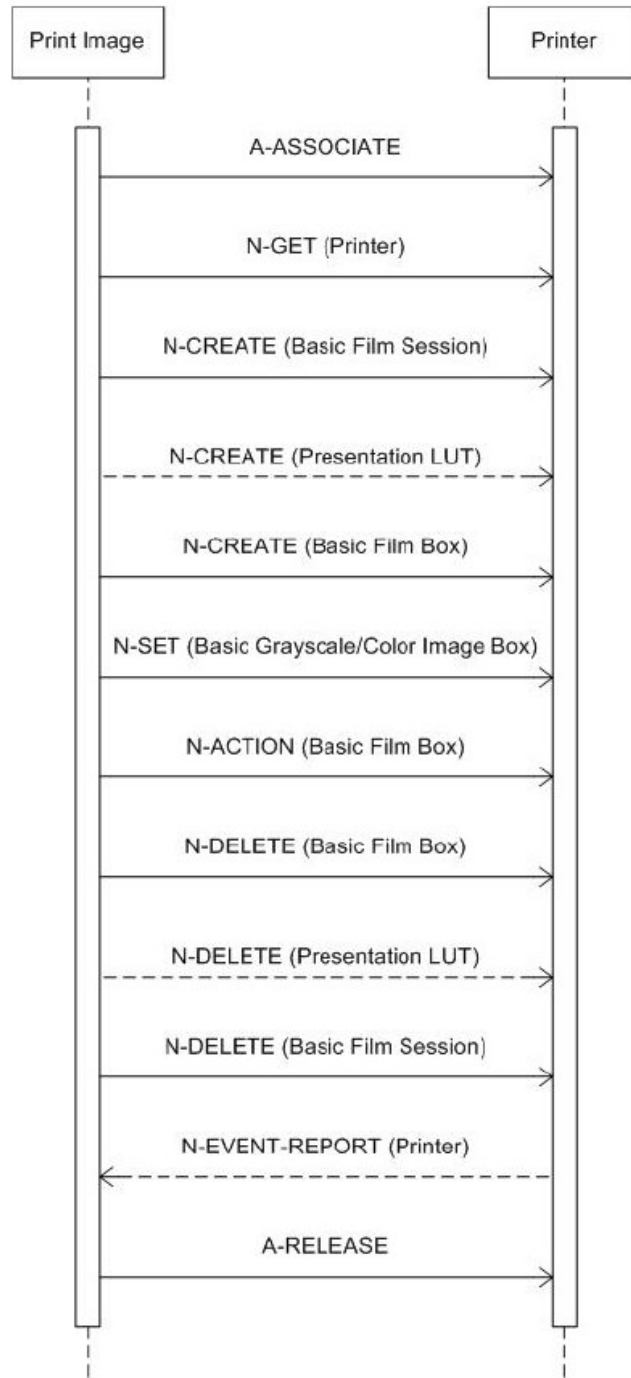 Print Image
Printer
A-ASSOCIATE
N-GET (Printer)
N-CREATE (Basic Film Session)
N-CREATE (Presentation LUT)
N-CREATE (Basic Film Box)
N-SET (Basic Grayscale/Color Image Box)
N-ACTION (Basic Film Box)
N-DELETE (Basic Film Box)
N-DELETE (Presentation LUT)
N-DELETE (Basic Film Session)
N-EVENT-REPORT (Printer)
A-RELEASE